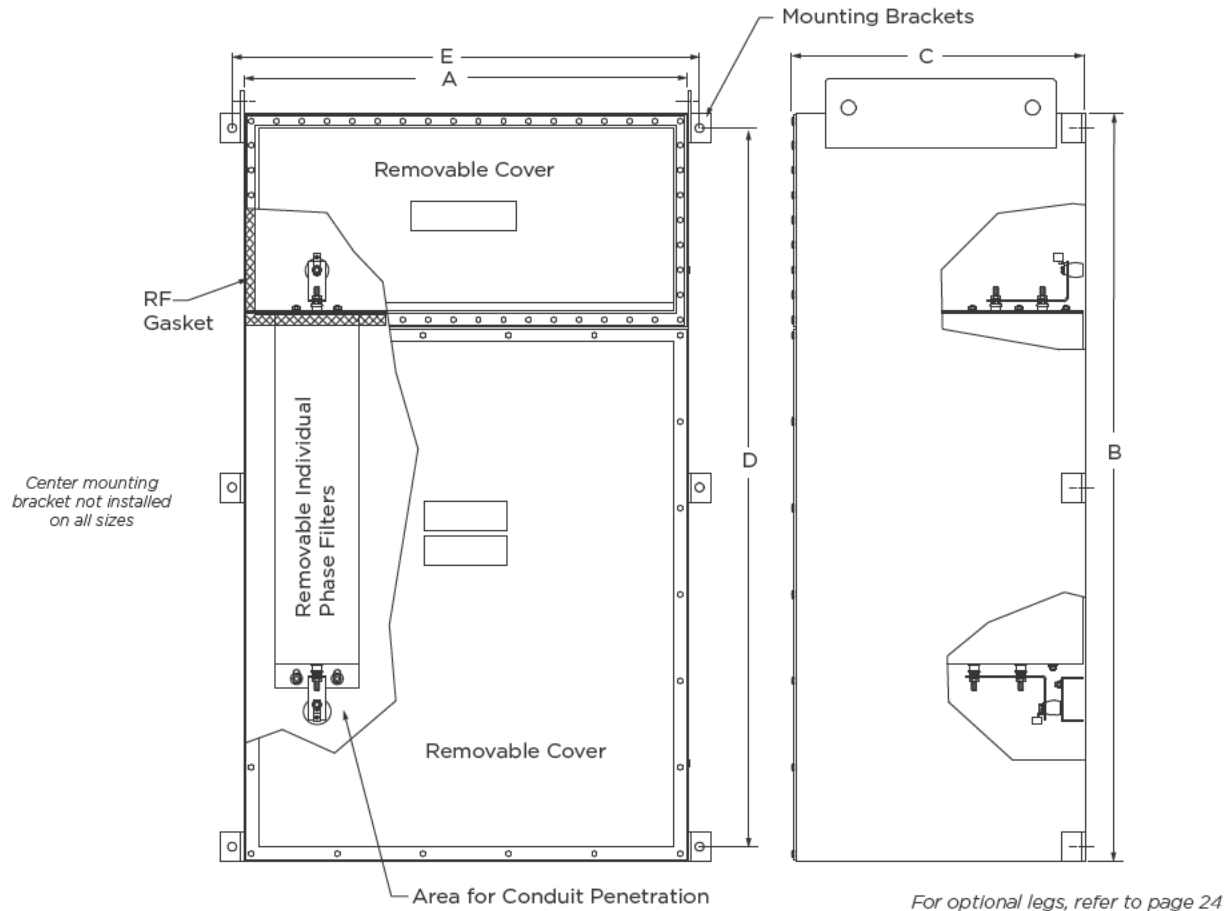 Mounting Brackets
E
A
C
Removable Cover
RF
Gasket
D
B
Center mounting
bracket not installed
on all sizes
Removable Individual
Phase Filters
Removable Cover
Area for Conduit Penetration
For optional legs, refer to page 24